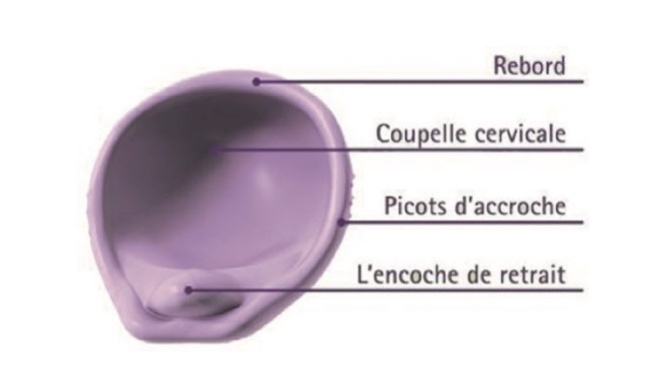 Rebord
Coupelle cervicale
Picots d'accroche
L'encoche de retrait